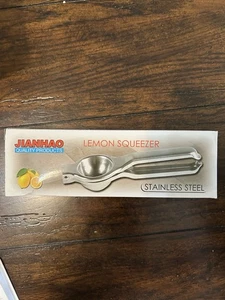 JIANHAO
QUALITY PRODUCTS
LEMON SQUEEZER
STAINLESS STEEL